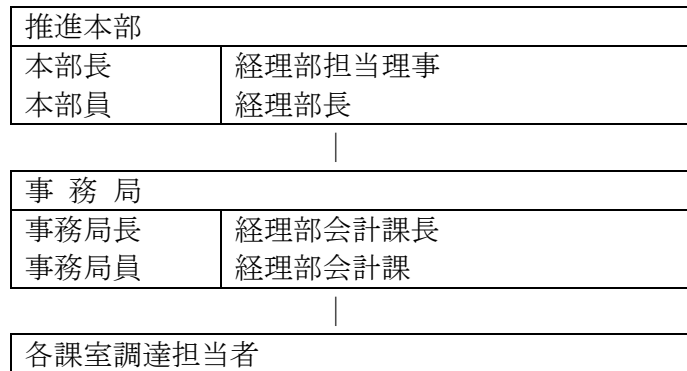 推進本部
本部長 経理部担当理事
本部員 経理部長
事 務 局
事務局長 経理部会計課長
事務局員 経理部会計課
各課室調達担当者